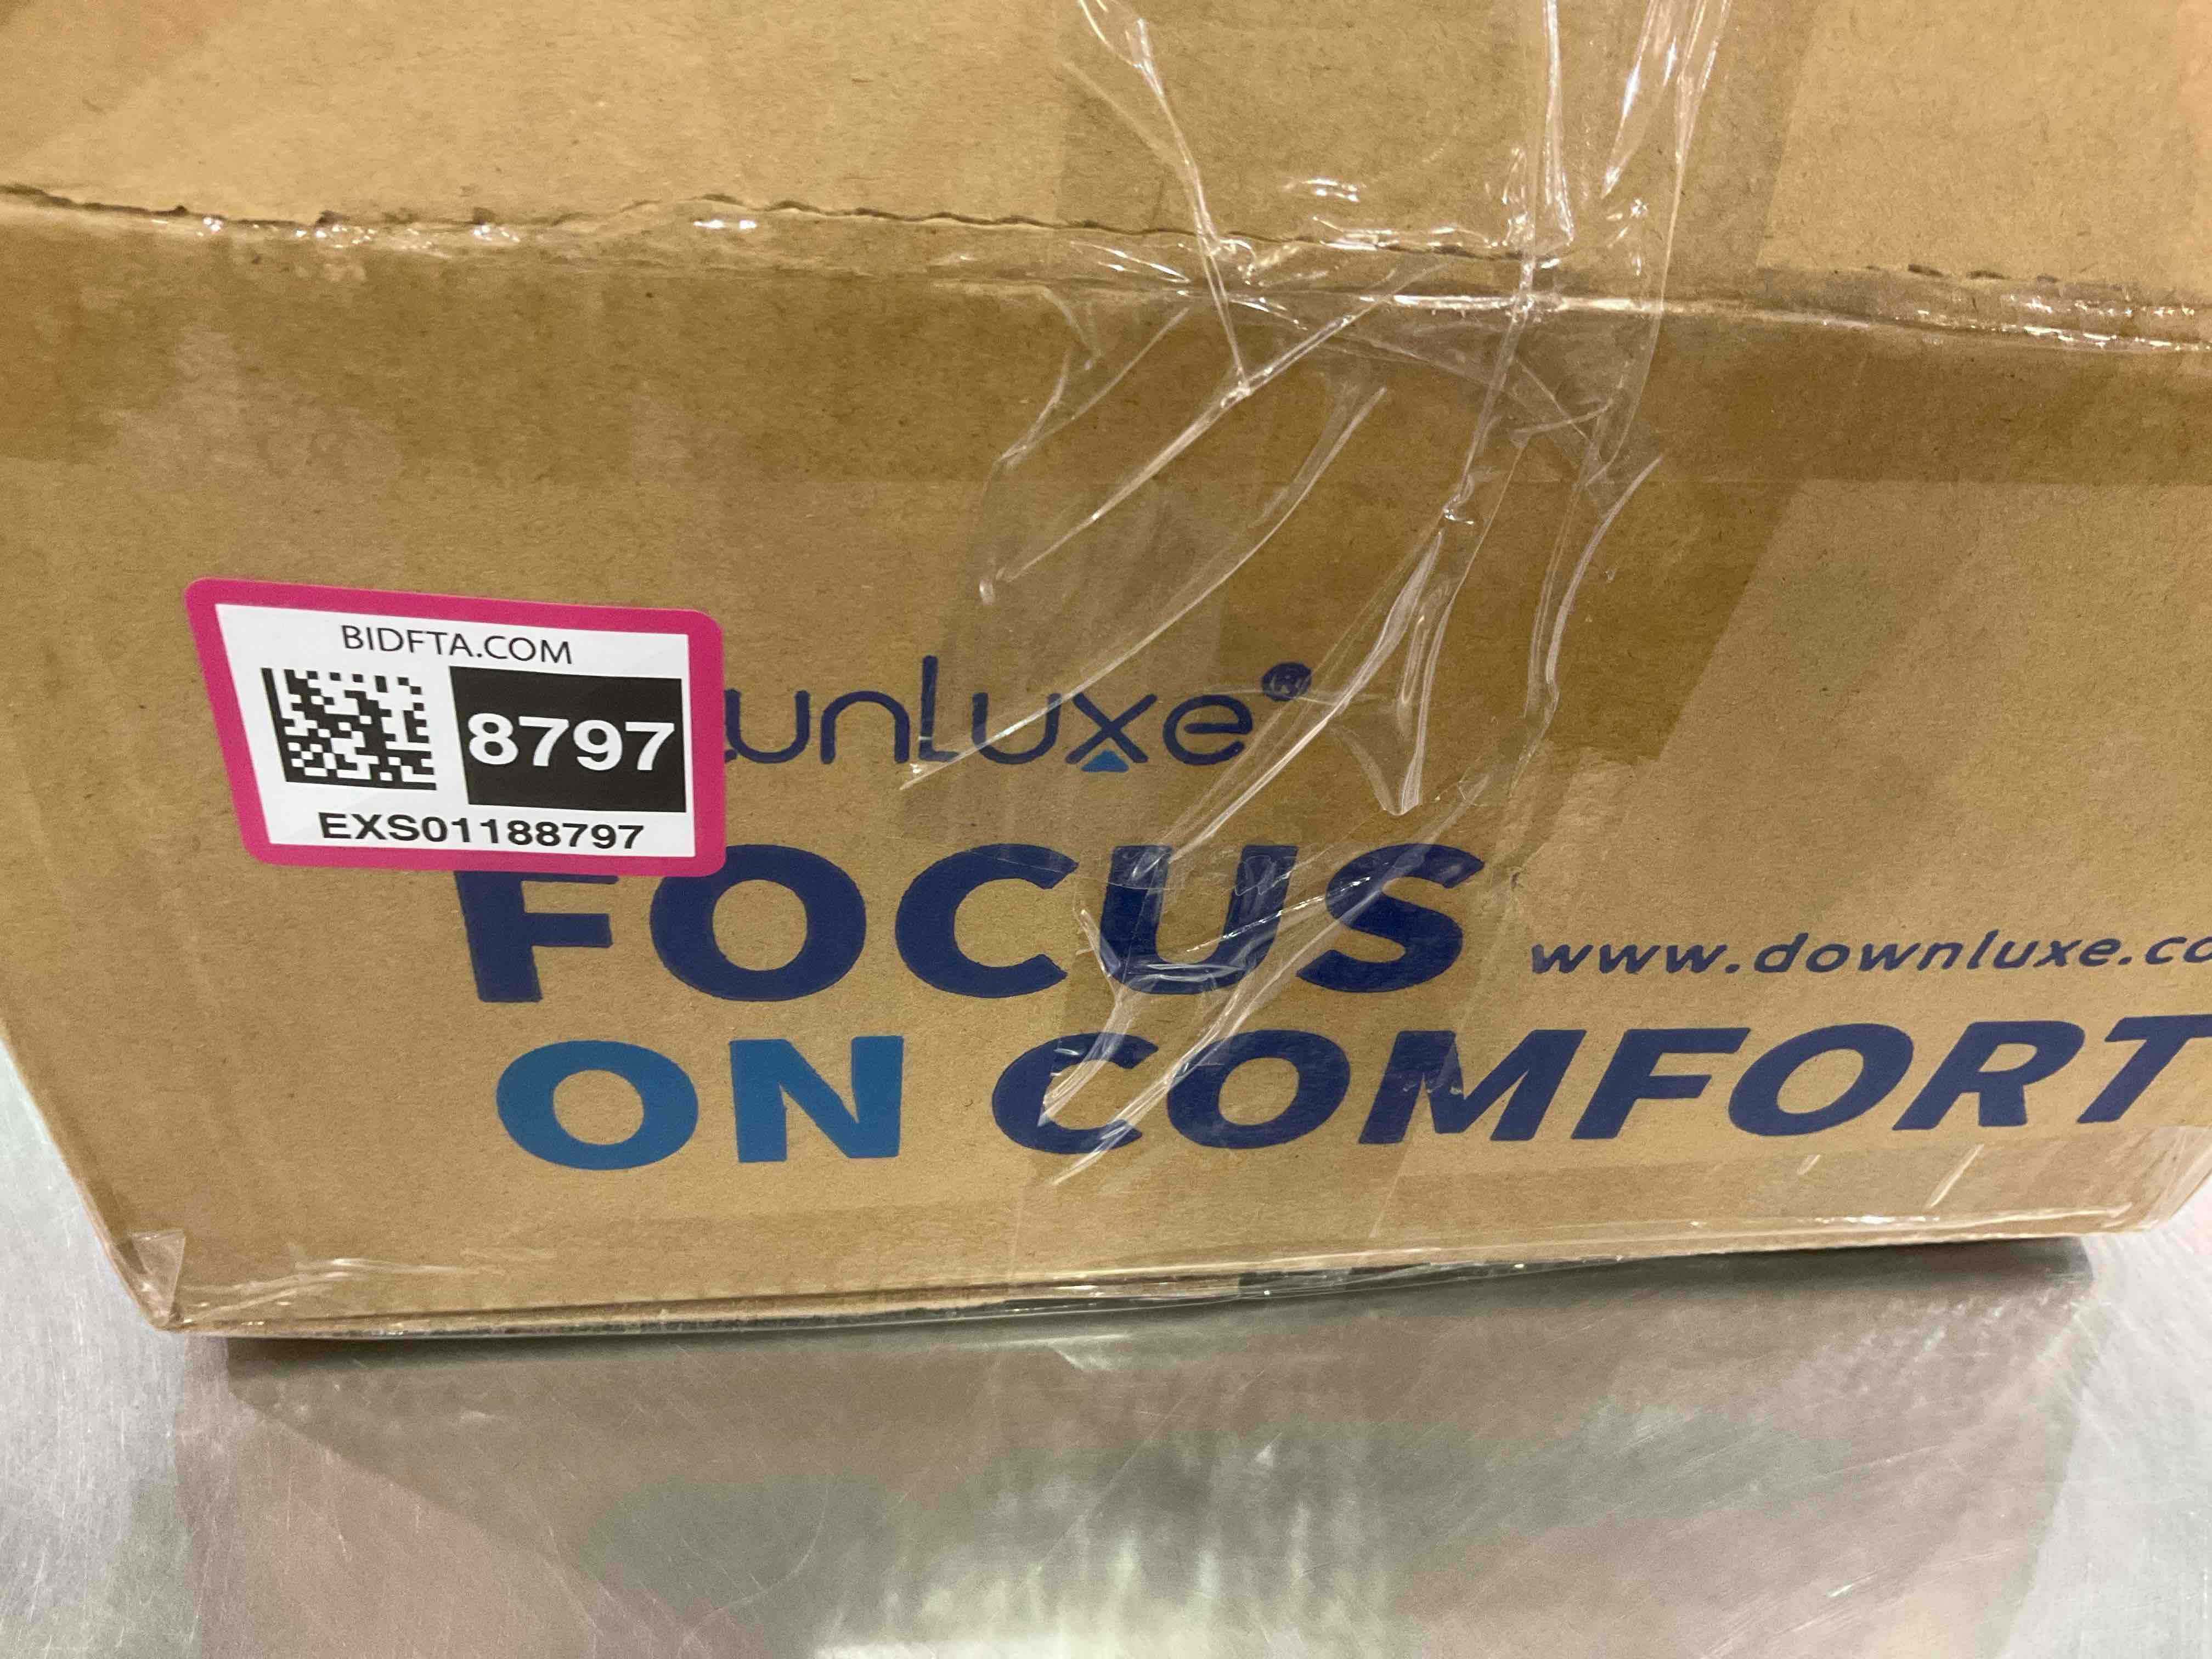 BIDFTA.COM
8797
EXS01188797
unluxe®
FOCUS
www.downluxe.co
ON COMFORT